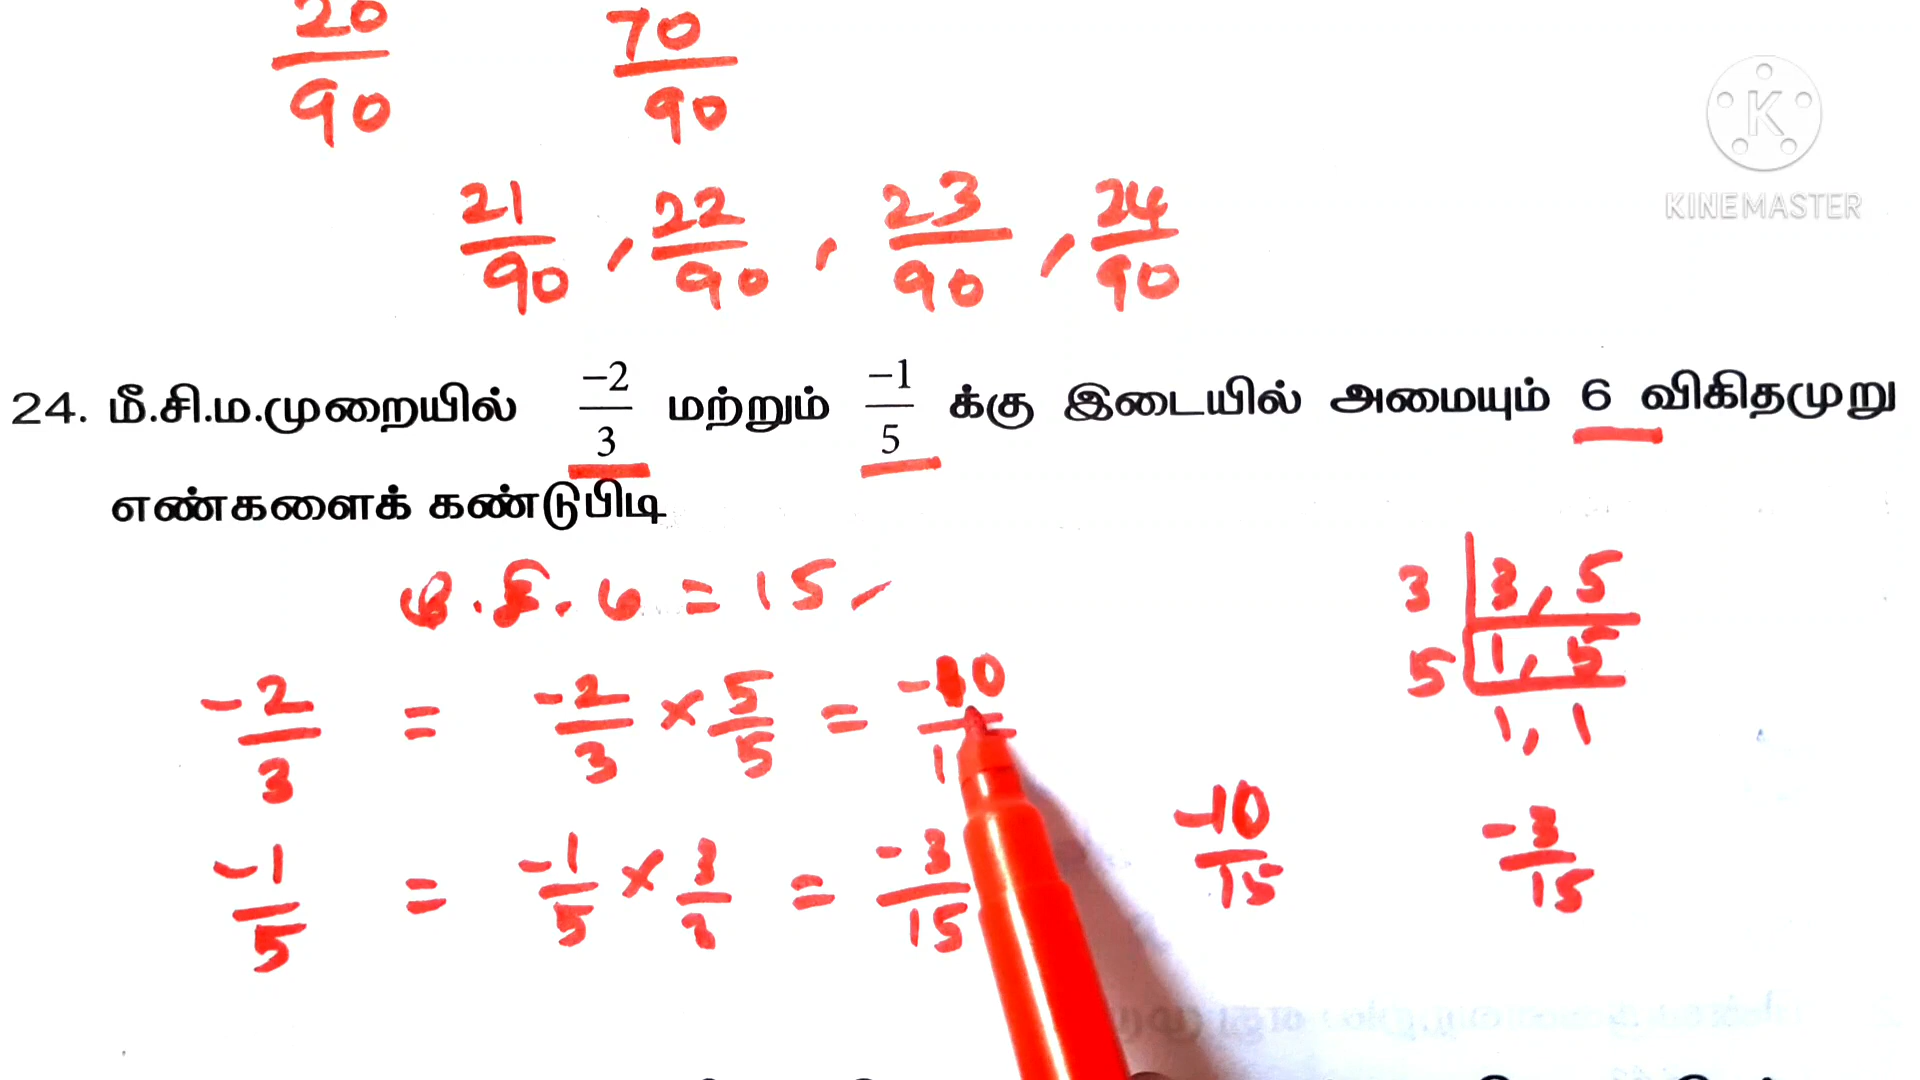 20/90 70/90
21/90 , 22/90 , 23/90 , 24/90
KINEMASTER
24. மீ.சி.ம.முறையில் -2/3 மற்றும் -1/5 க்கு இடையில் அமையும் 6 விகிதமுறு
எண்களைக் கண்டுபிடி
மீ.சி.ம = 15
3 | 3, 5
5 | 1, 5
1, 1
-2/3 = -2/3 × 5/5 = -10/1
-1/5 = -1/5 × 3/3 = -3/15
-10/15 -3/15